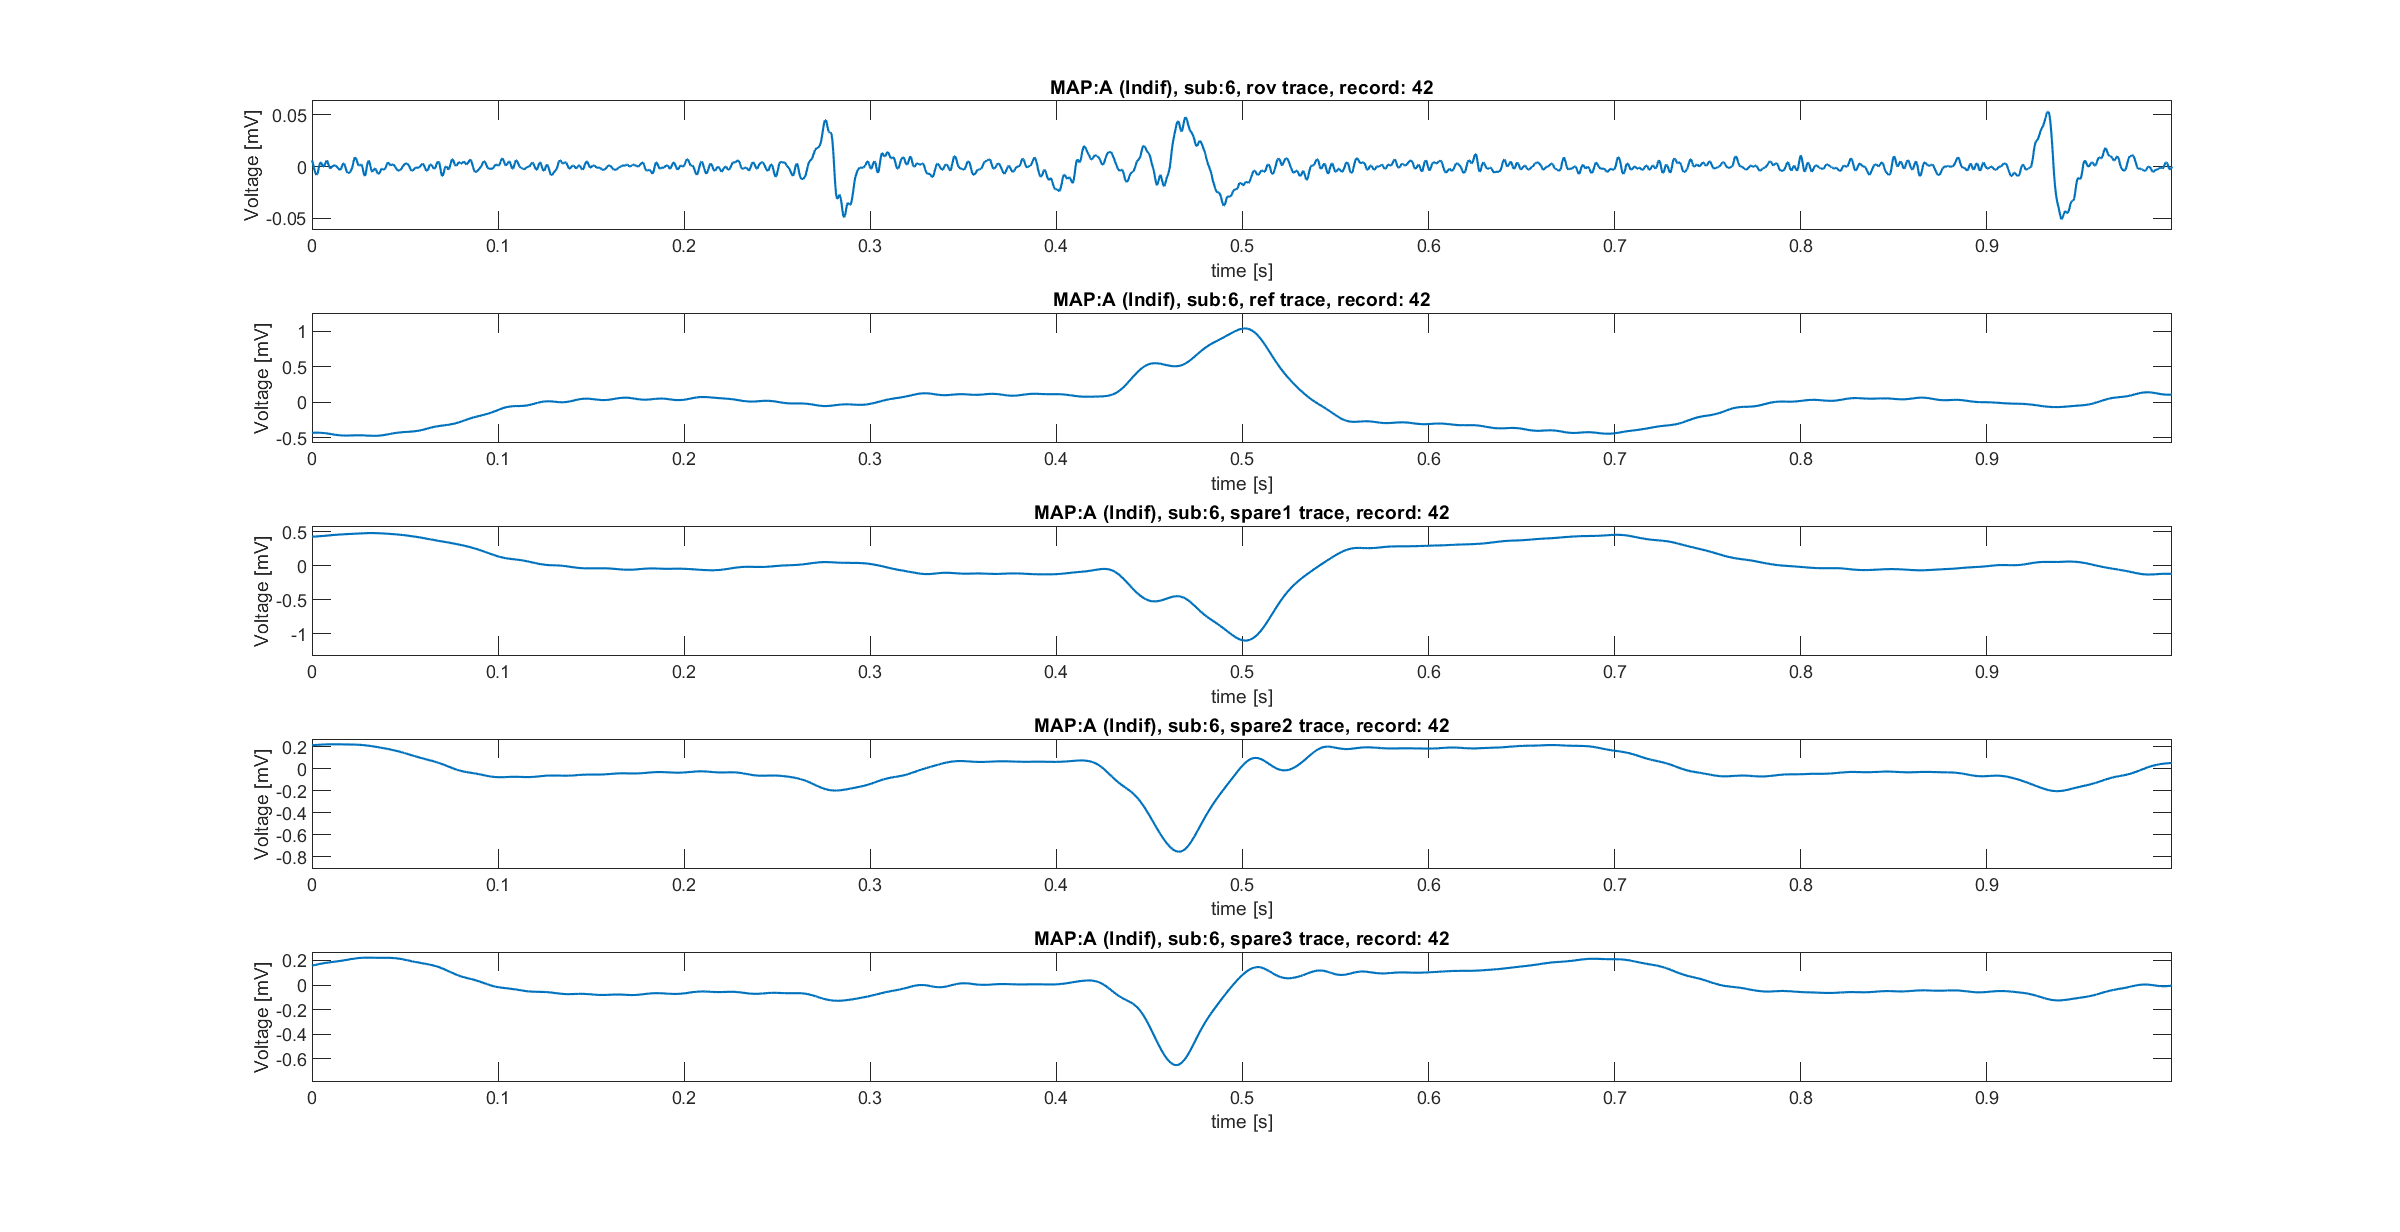 MAP:A (Indif), sub:6, rov trace, record: 42
Voltage [mV]
0.05
0
-0.05
0 0.1 0.2 0.3 0.4 0.5 0.6 0.7 0.8 0.9
time [s]
MAP:A (Indif), sub:6, ref trace, record: 42
Voltage [mV]
1
0.5
0
-0.5
0 0.1 0.2 0.3 0.4 0.5 0.6 0.7 0.8 0.9
time [s]
MAP:A (Indif), sub:6, spare1 trace, record: 42
Voltage [mV]
0.5
0
-0.5
-1
0 0.1 0.2 0.3 0.4 0.5 0.6 0.7 0.8 0.9
time [s]
MAP:A (Indif), sub:6, spare2 trace, record: 42
Voltage [mV]
0.2
0
-0.2
-0.4
-0.6
-0.8
0 0.1 0.2 0.3 0.4 0.5 0.6 0.7 0.8 0.9
time [s]
MAP:A (Indif), sub:6, spare3 trace, record: 42
Voltage [mV]
0.2
0
-0.2
-0.4
-0.6
0 0.1 0.2 0.3 0.4 0.5 0.6 0.7 0.8 0.9
time [s]